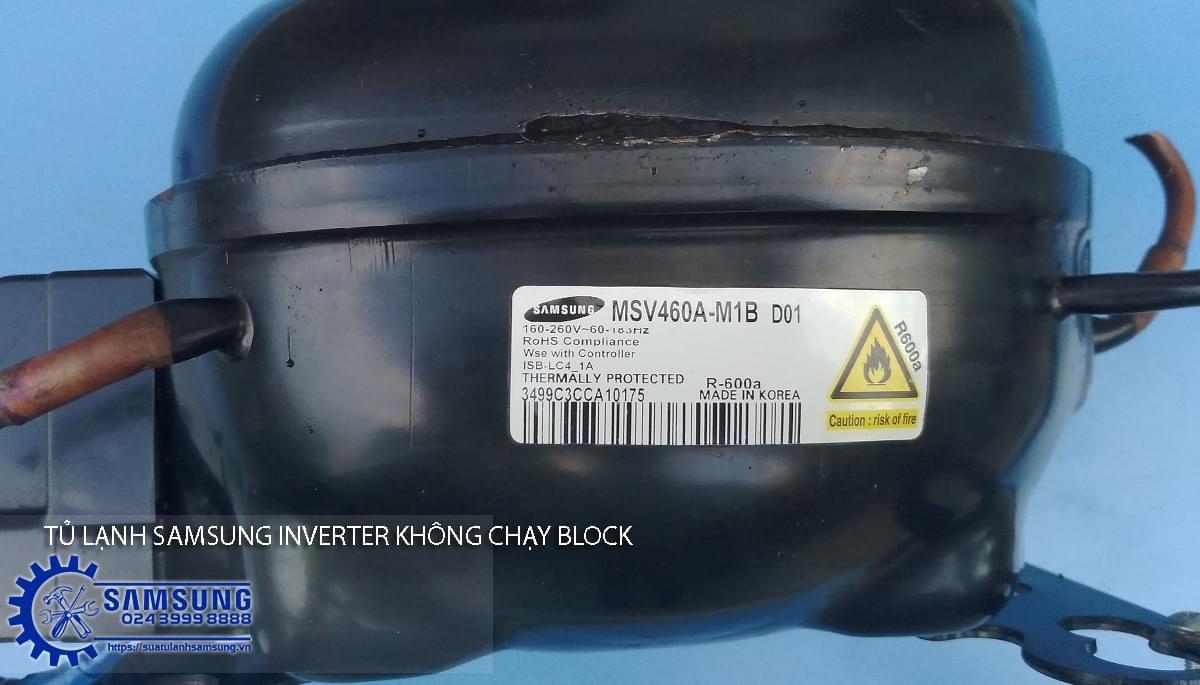 SAMSUNG MSV460A-M1B D01
160-260V~60-183Hz
RoHS Compliance
Wse with Controller
ISB-LC4_1A
THERMALLY PROTECTED R-600a
3499C3CCA10175 MADE IN KOREA
R600a
Caution : risk of fire
TỦ LẠNH SAMSUNG INVERTER KHÔNG CHẠY BLOCK
SAMSUNG
024 3999 8888
https://suatulanhsamsung.vn